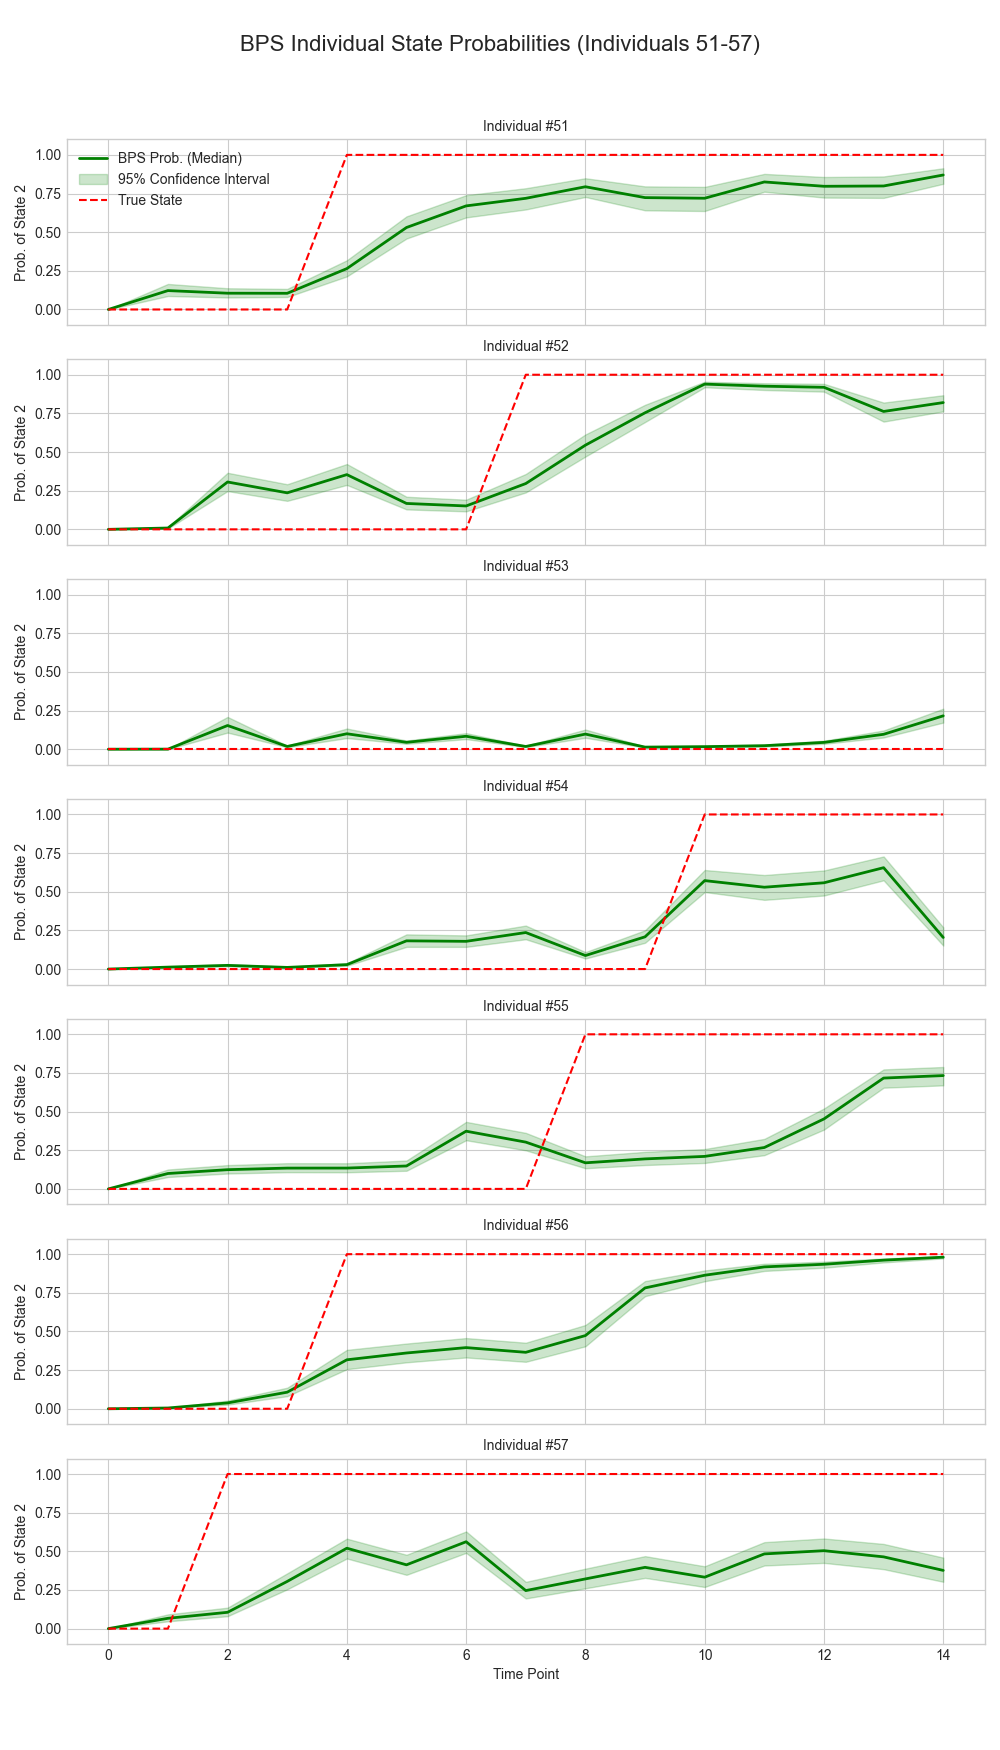 BPS Individual State Probabilities (Individuals 51-57)
Individual #51
BPS Prob. (Median)
95% Confidence Interval
True State
Prob. of State 2
1.00
0.75
0.50
0.25
0.00
Individual #52
Prob. of State 2
1.00
0.75
0.50
0.25
0.00
Individual #53
Prob. of State 2
1.00
0.75
0.50
0.25
0.00
Individual #54
Prob. of State 2
1.00
0.75
0.50
0.25
0.00
Individual #55
Prob. of State 2
1.00
0.75
0.50
0.25
0.00
Individual #56
Prob. of State 2
1.00
0.75
0.50
0.25
0.00
Individual #57
Prob. of State 2
1.00
0.75
0.50
0.25
0.00
0 2 4 6 8 10 12 14
Time Point